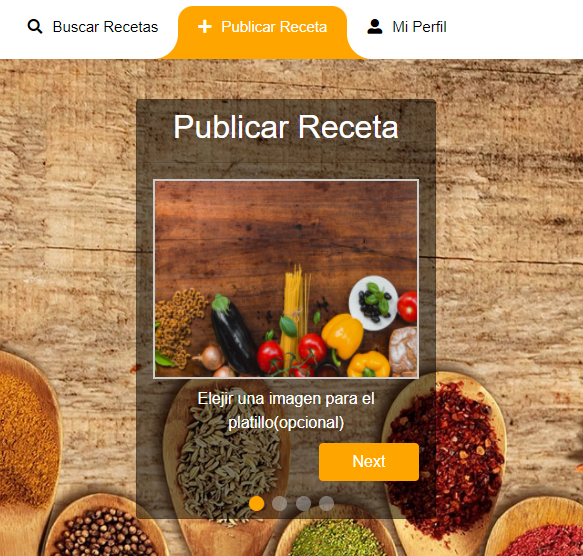 Buscar Recetas
Publicar Receta
Mi Perfil
Publicar Receta
Elejir una imagen para el
platillo(opcional)
Next